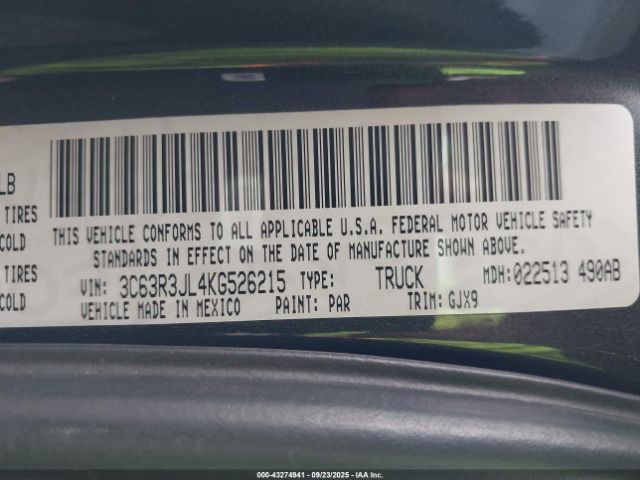 LB
TIRES
COLD
TIRES
COLD
THIS VEHICLE CONFORMS TO ALL APPLICABLE U.S.A. FEDERAL MOTOR VEHICLE SAFETY
STANDARDS IN EFFECT ON THE DATE OF MANUFACTURE SHOWN ABOVE.
VIN: 3C63R3JL4KG526215 TYPE: TRUCK MDH:022513 490AB
VEHICLE MADE IN MEXICO PAINT: PAR TRIM: GJX9
000-43274941 - 09/23/2025 - IAA Inc.